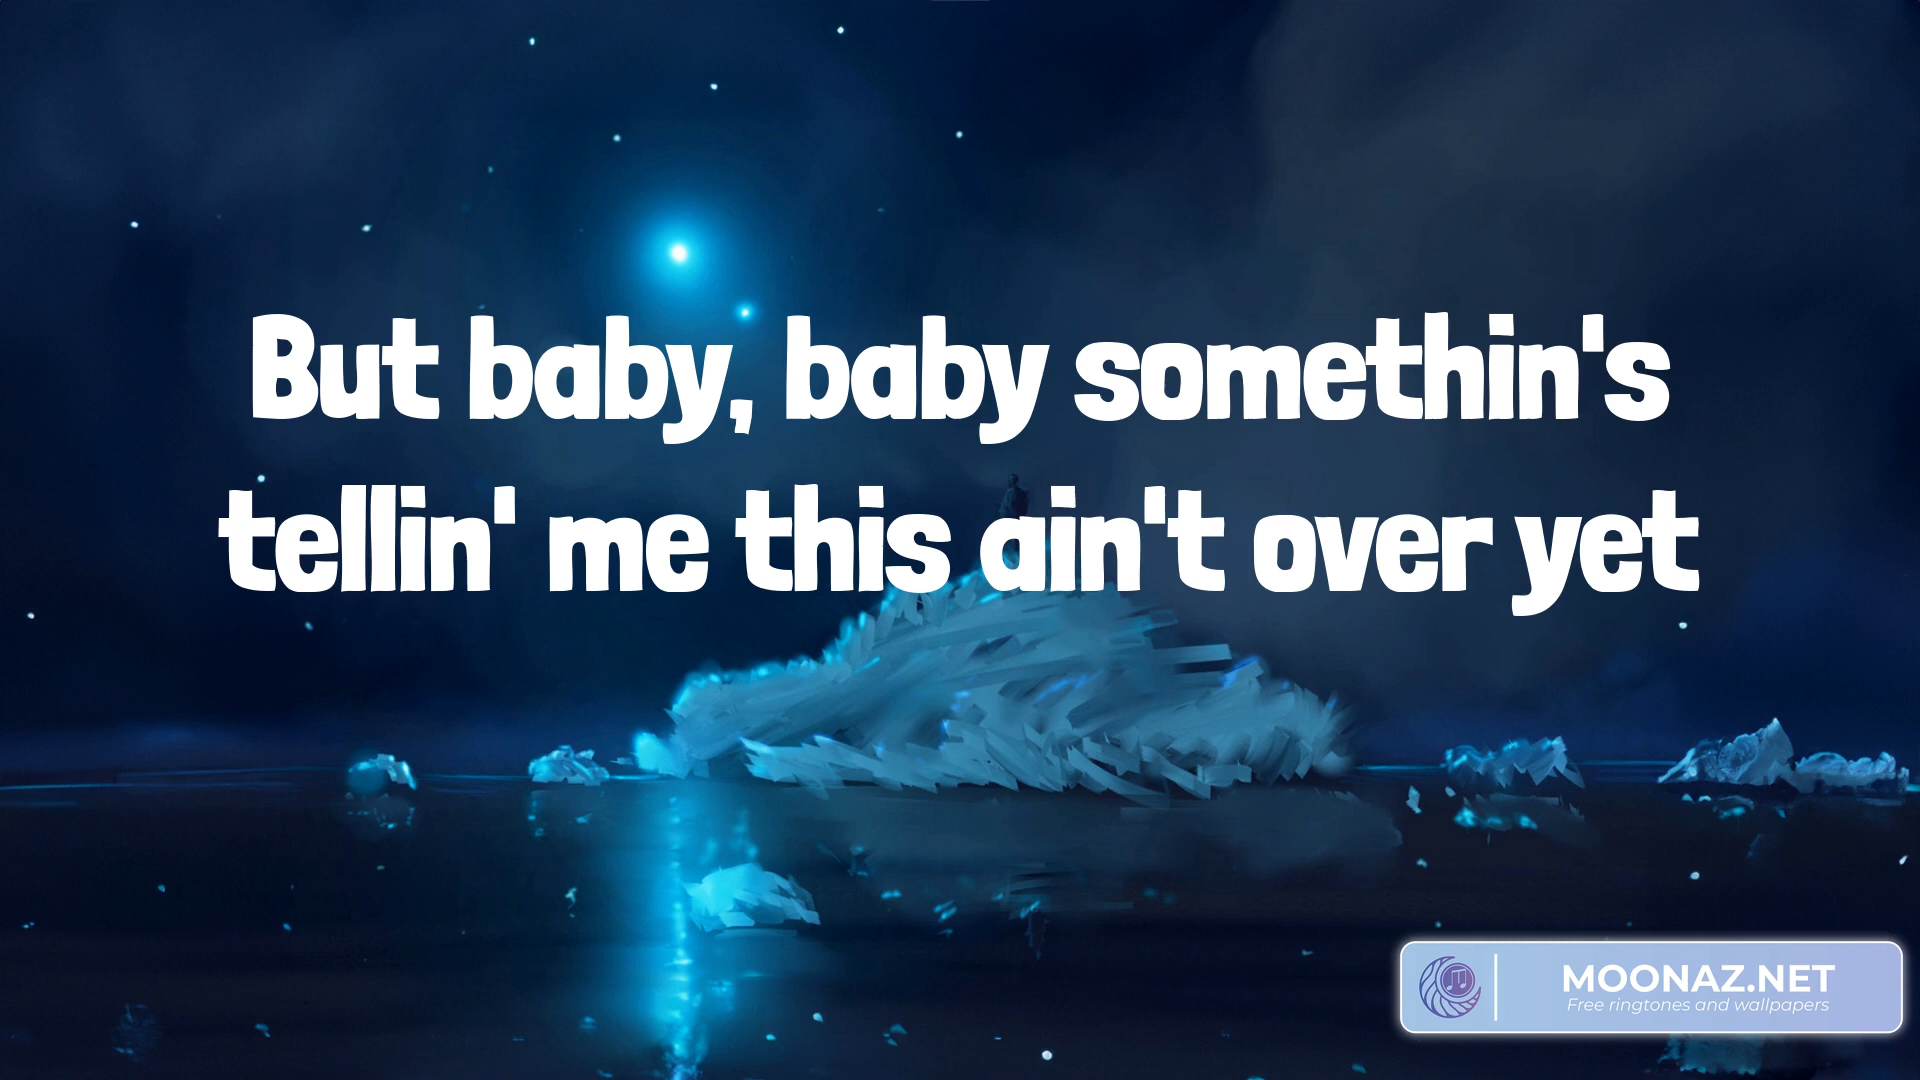 But baby, baby somethin's
tellin' me this ain't over yet
MOONAZ.NET
Free ringtones and wallpapers